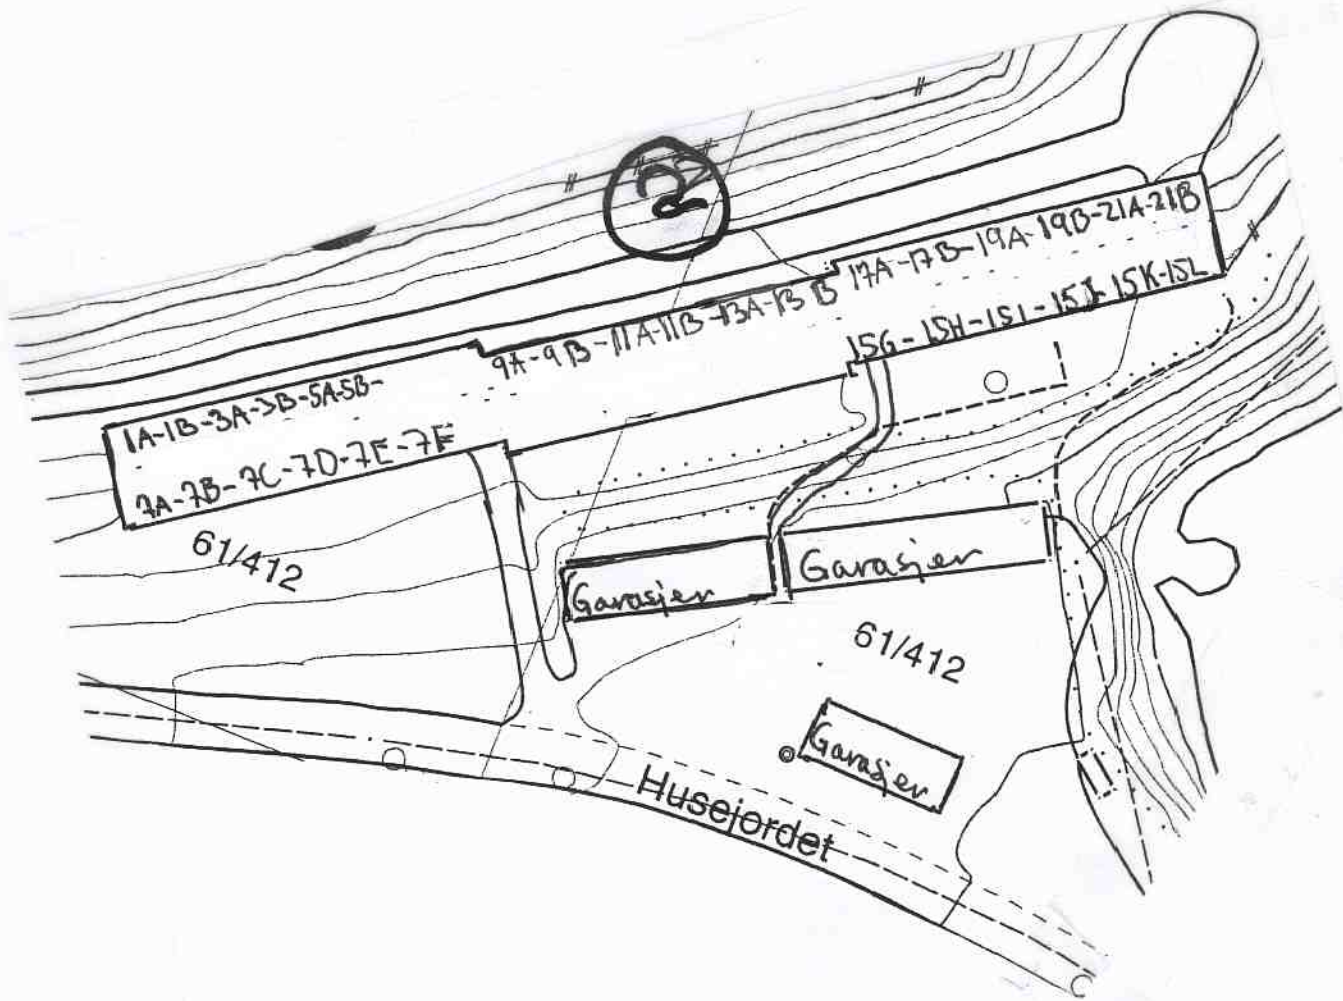 2
17A-17B-19A-19B-21A-21B
9A-9B-11A-11B-13A-13B
15G-15H-15I-15J-15K-15L
1A-1B-3A-3B-5A-5B-
7A-7B-7C-7D-7E-7F
61/412
Garasjer
Garasjer
61/412
Garasjer
Husejordet